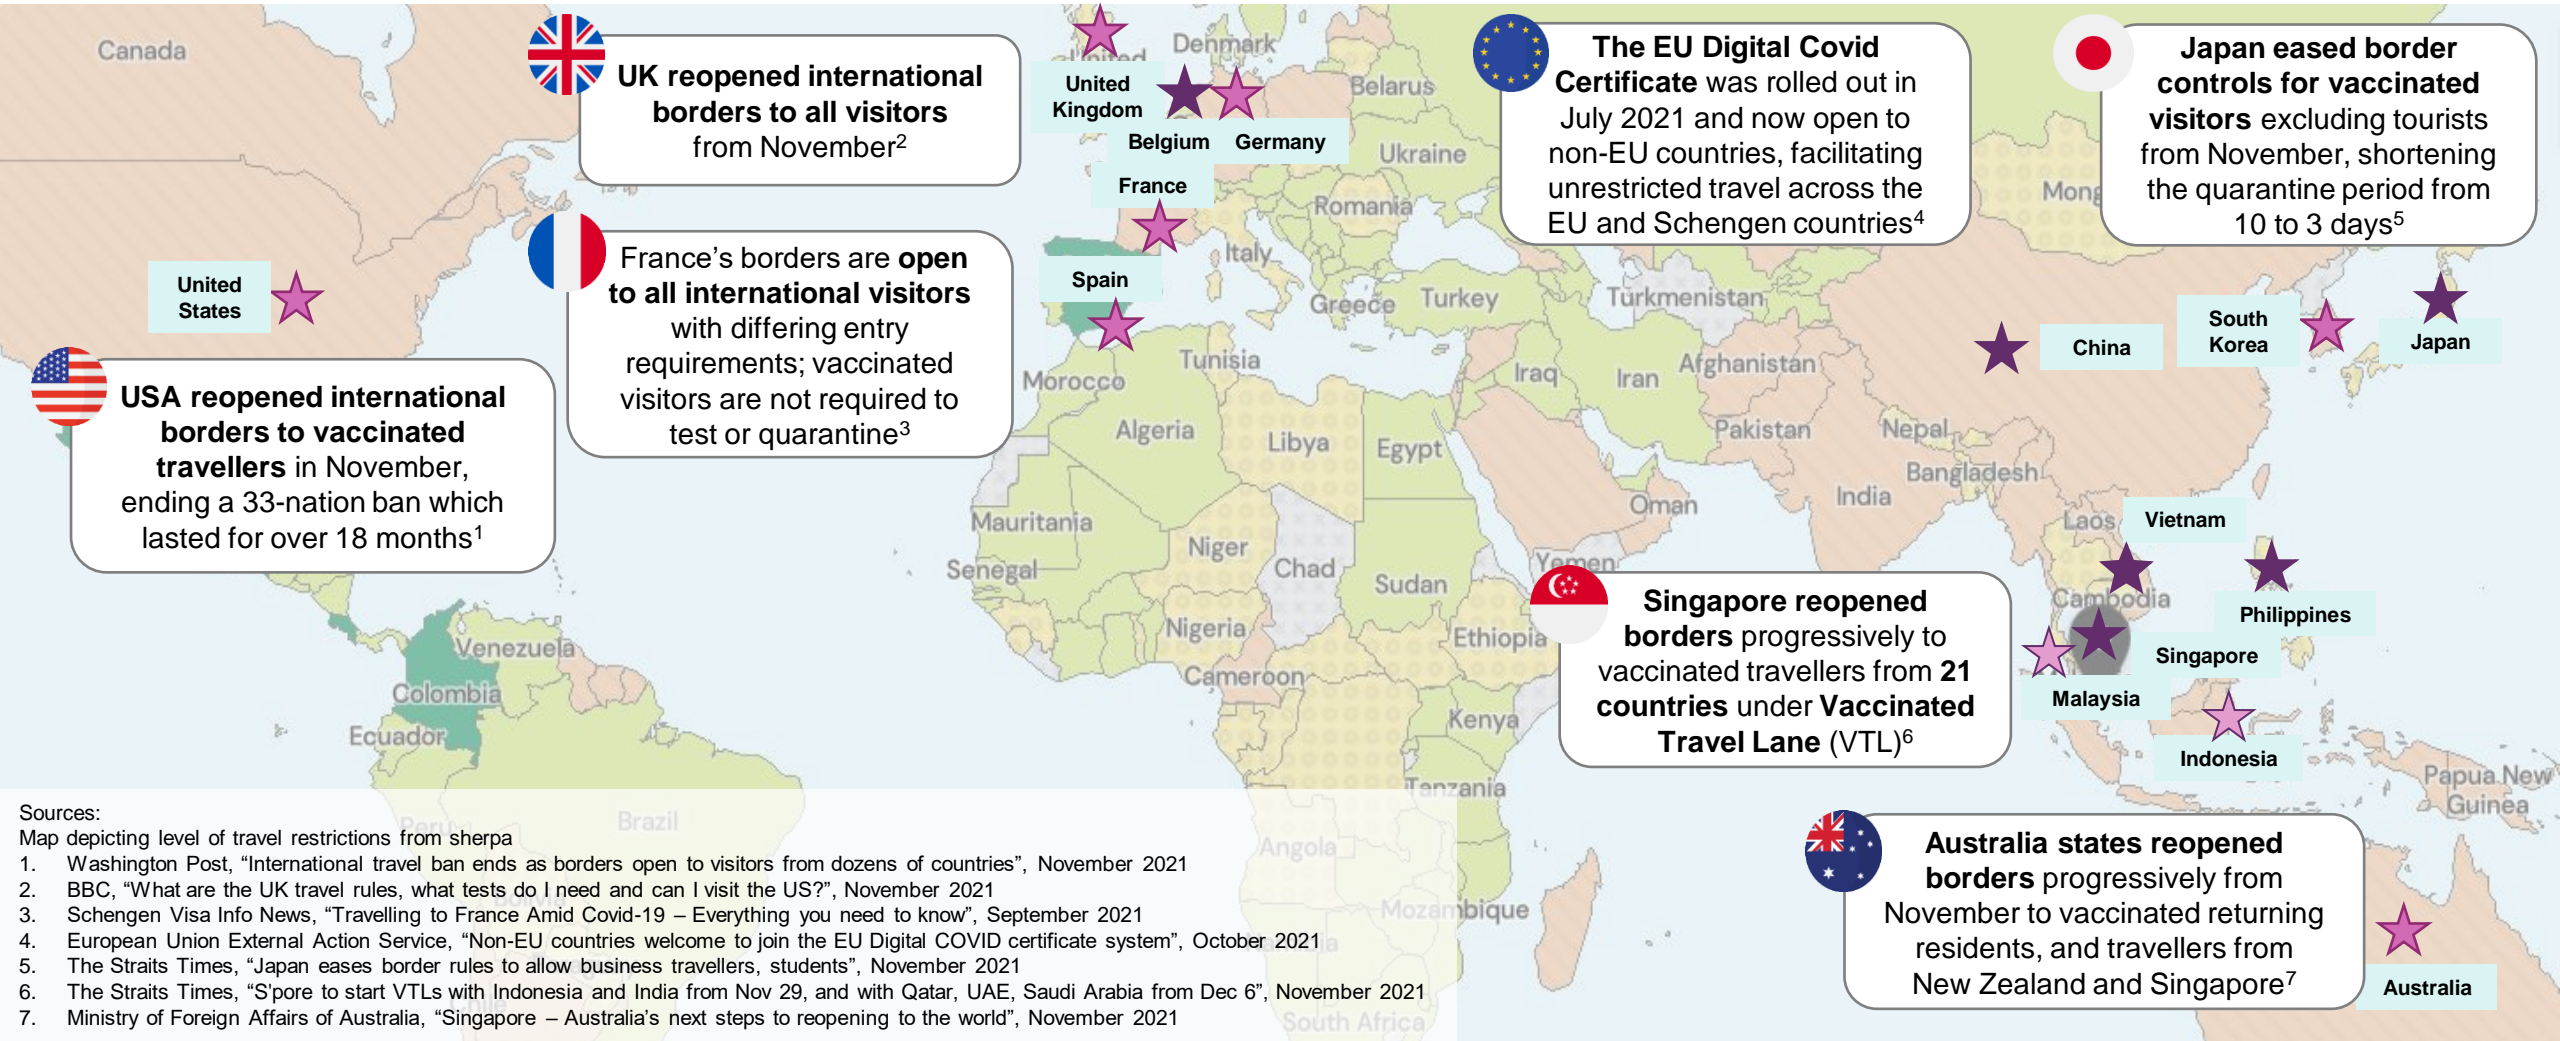 Canada
UK reopened international
borders to all visitors
from November2
France’s borders are open
to all international visitors
with differing entry
requirements; vaccinated
visitors are not required to
test or quarantine3
United
States
USA reopened international
borders to vaccinated
travellers in November,
ending a 33-nation ban which
lasted for over 18 months1
United
Denmark
United
Kingdom
Belgium
Germany
France
Spain
Belarus
Ukraine
Romania
Italy
Greece
Turkey
The EU Digital Covid
Certificate was rolled out in
July 2021 and now open to
non-EU countries, facilitating
unrestricted travel across the
EU and Schengen countries4
Mong
Japan eased border
controls for vaccinated
visitors excluding tourists
from November, shortening
the quarantine period from
10 to 3 days5
Turkmenistan
China
South
Korea
Japan
Morocco
Tunisia
Algeria
Libya
Egypt
Iraq
Iran
Afghanistan
Pakistan
Nepal
Bangladesh
India
Oman
Yemen
Mauritania
Senegal
Niger
Chad
Sudan
Nigeria
Cameroon
Ethiopia
Kenya
Tanzania
Angola
Mozambique
South Africa
Laos
Vietnam
Cambodia
Philippines
Singapore
Malaysia
Indonesia
Papua New
Guinea
Singapore reopened
borders progressively to
vaccinated travellers from 21
countries under Vaccinated
Travel Lane (VTL)6
Australia states reopened
borders progressively from
November to vaccinated returning
residents, and travellers from
New Zealand and Singapore7
Australia
Venezuela
Colombia
Ecuador
Peru
Brazil
Bolivia
Chile
Sources:
Map depicting level of travel restrictions from sherpa
1. Washington Post, “International travel ban ends as borders open to visitors from dozens of countries”, November 2021
2. BBC, “What are the UK travel rules, what tests do I need and can I visit the US?”, November 2021
3. Schengen Visa Info News, “Travelling to France Amid Covid-19 – Everything you need to know”, September 2021
4. European Union External Action Service, “Non-EU countries welcome to join the EU Digital COVID certificate system”, October 2021
5. The Straits Times, “Japan eases border rules to allow business travellers, students”, November 2021
6. The Straits Times, “S'pore to start VTLs with Indonesia and India from Nov 29, and with Qatar, UAE, Saudi Arabia from Dec 6”, November 2021
7. Ministry of Foreign Affairs of Australia, “Singapore – Australia’s next steps to reopening to the world”, November 2021